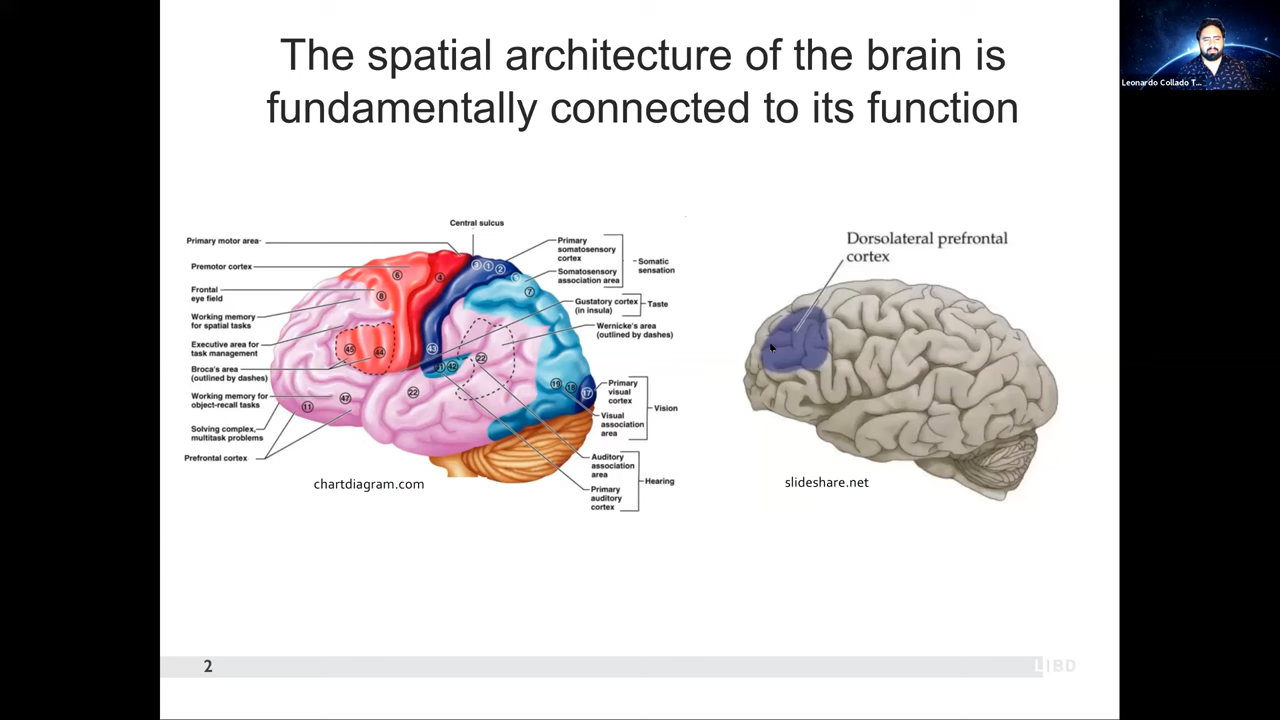 The spatial architecture of the brain is
fundamentally connected to its function
Leonardo Collado T...
Central sulcus
Primary motor area
Premotor cortex
Frontal
eye field
Working memory
for spatial tasks
Executive area for
task management
Broca's area
(outlined by dashes)
Working memory for
object-recall tasks
Solving complex,
multitask problems
Prefrontal cortex
6
4
8
45
44
47
11
3
1
2
5
7
43
41
42
22
22
19
18
17
Primary
somatosensory
cortex
Somatosensory
association area
Somatic
sensation
Gustatory cortex
(in insula)
Taste
Wernicke's area
(outlined by dashes)
Primary
visual
cortex
Visual
association
area
Vision
Auditory
association
area
Primary
auditory
cortex
Hearing
chartdiagram.com
Dorsolateral prefrontal
cortex
slideshare.net
2
LIBD